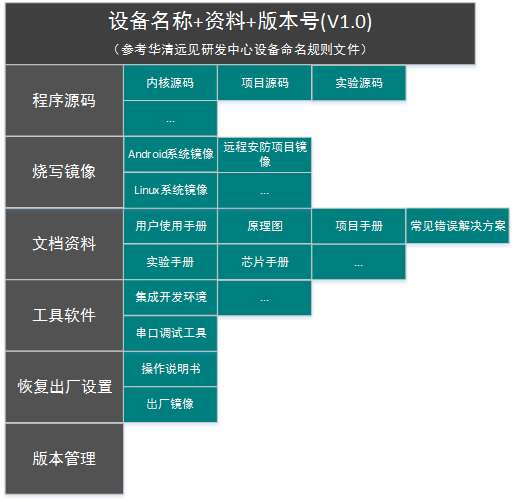 设备名称+资料+版本号(V1.0)
（参考华清远见研发中心设备命名规则文件）
程序源码
内核源码
项目源码
实验源码
...
烧写镜像
Android系统镜像
远程安防项目镜
像
Linux系统镜像
...
文档资料
用户使用手册
原理图
项目手册
常见错误解决方案
实验手册
芯片手册
...
工具软件
集成开发环境
...
串口调试工具
恢复出厂设置
操作说明书
出厂镜像
版本管理